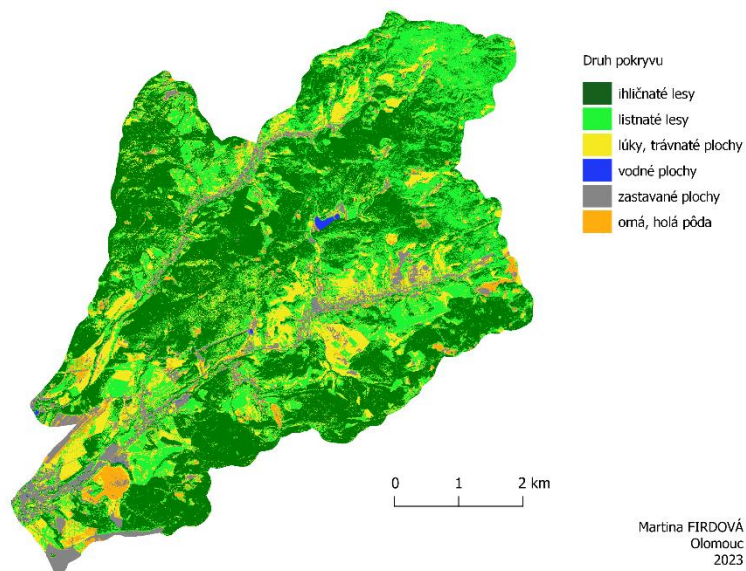 Druh pokryvu
ihličnaté lesy
listnaté lesy
lúky, trávnaté plochy
vodné plochy
zastavané plochy
orná, holá pôda
0 1 2 km
Martina FIRDOVÁ
Olomouc
2023